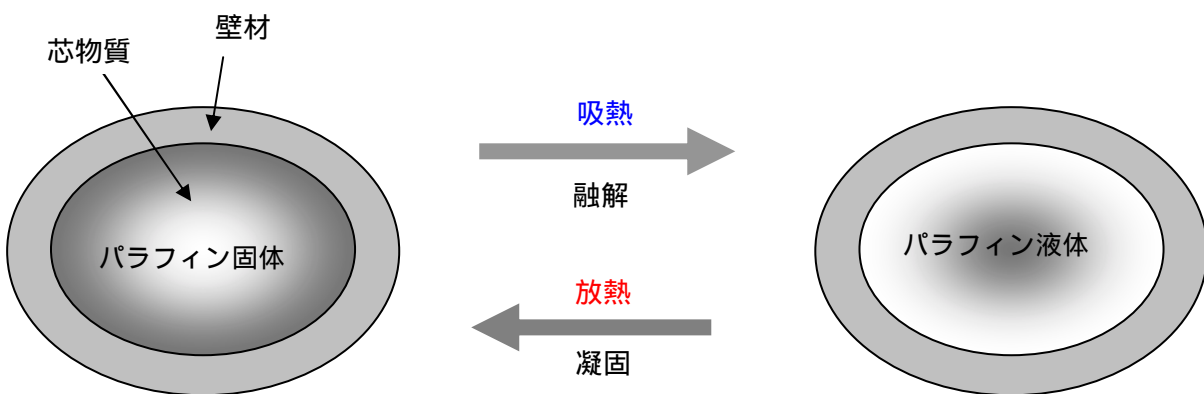 壁材
芯物質
吸熱
融解
パラフィン固体
パラフィン液体
放熱
凝固